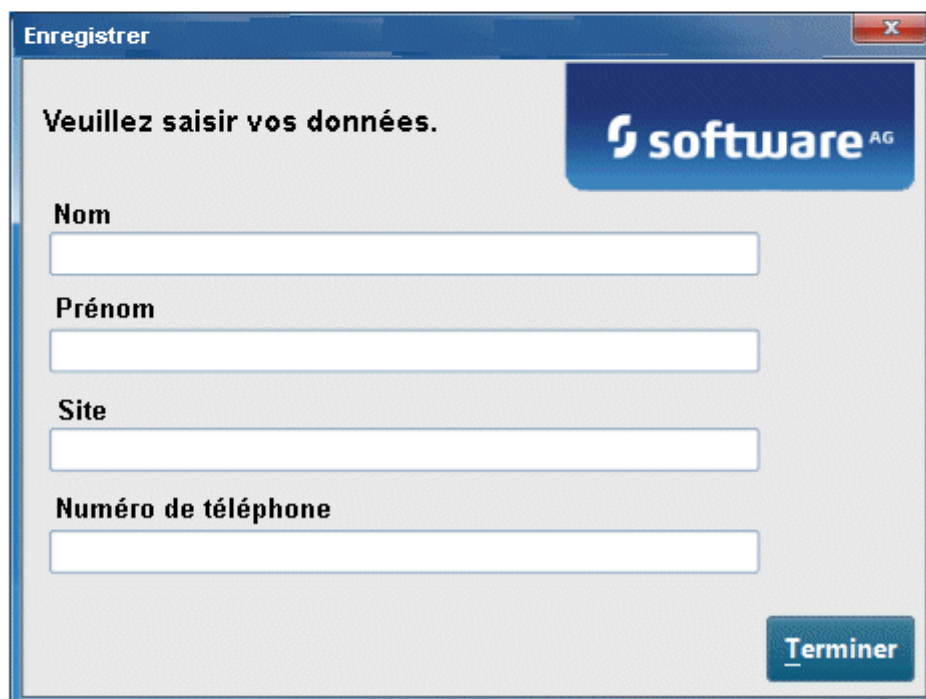 Enregistrer
x
Veuillez saisir vos données.
software AG
Nom
Prénom
Site
Numéro de téléphone
Terminer